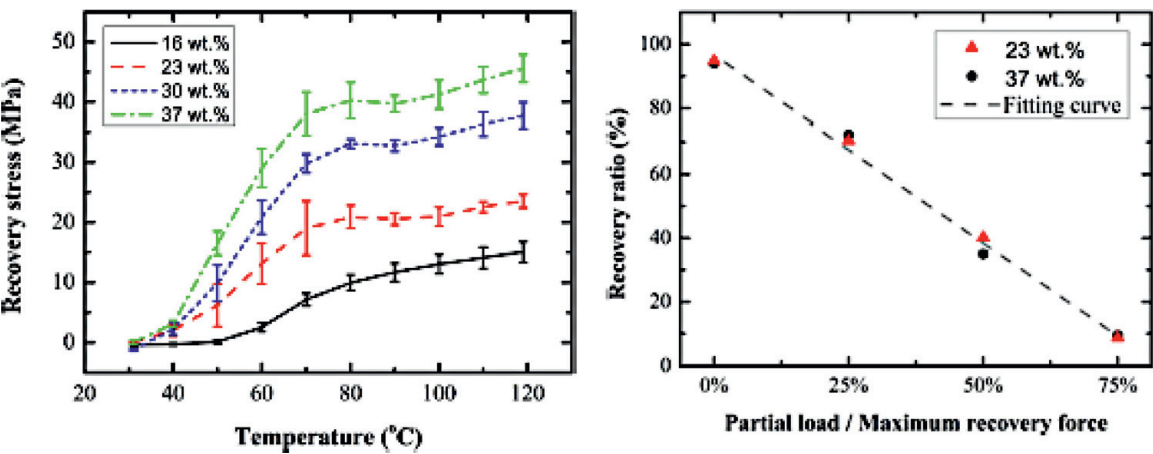 50
40
30
20
10
0
20
40
60
80
100
120
Recovery stress (MPa)
Temperature (°C)
16 wt.%
23 wt.%
30 wt.%
37 wt.%
100
80
60
40
20
0
0%
25%
50%
75%
Recovery ratio (%)
Partial load / Maximum recovery force
23 wt.%
37 wt.%
Fitting curve